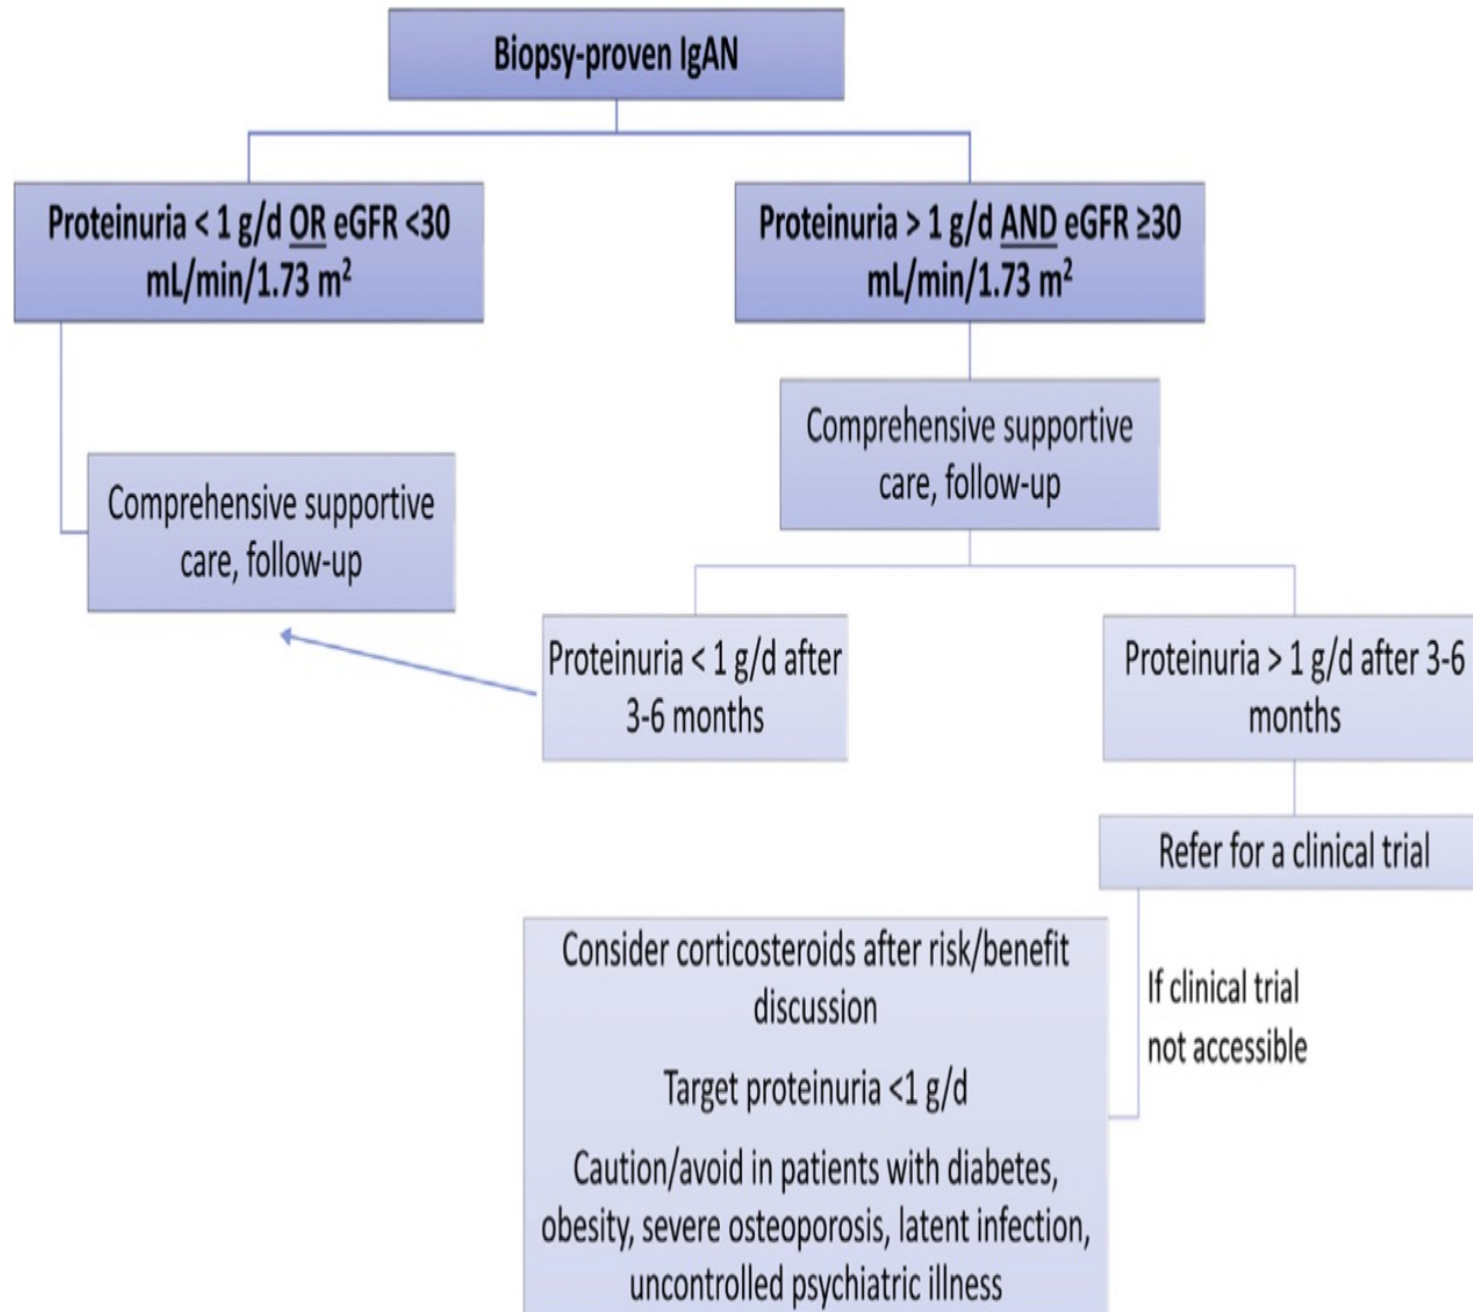 Biopsy-proven IgAN
Proteinuria < 1 g/d OR eGFR <30
mL/min/1.73 m²
Proteinuria > 1 g/d AND eGFR ≥30
mL/min/1.73 m²
Comprehensive supportive
care, follow-up
Comprehensive supportive
care, follow-up
Proteinuria < 1 g/d after
3-6 months
Proteinuria > 1 g/d after 3-6
months
Refer for a clinical trial
If clinical trial
not accessible
Consider corticosteroids after risk/benefit
discussion
Target proteinuria <1 g/d
Caution/avoid in patients with diabetes,
obesity, severe osteoporosis, latent infection,
uncontrolled psychiatric illness